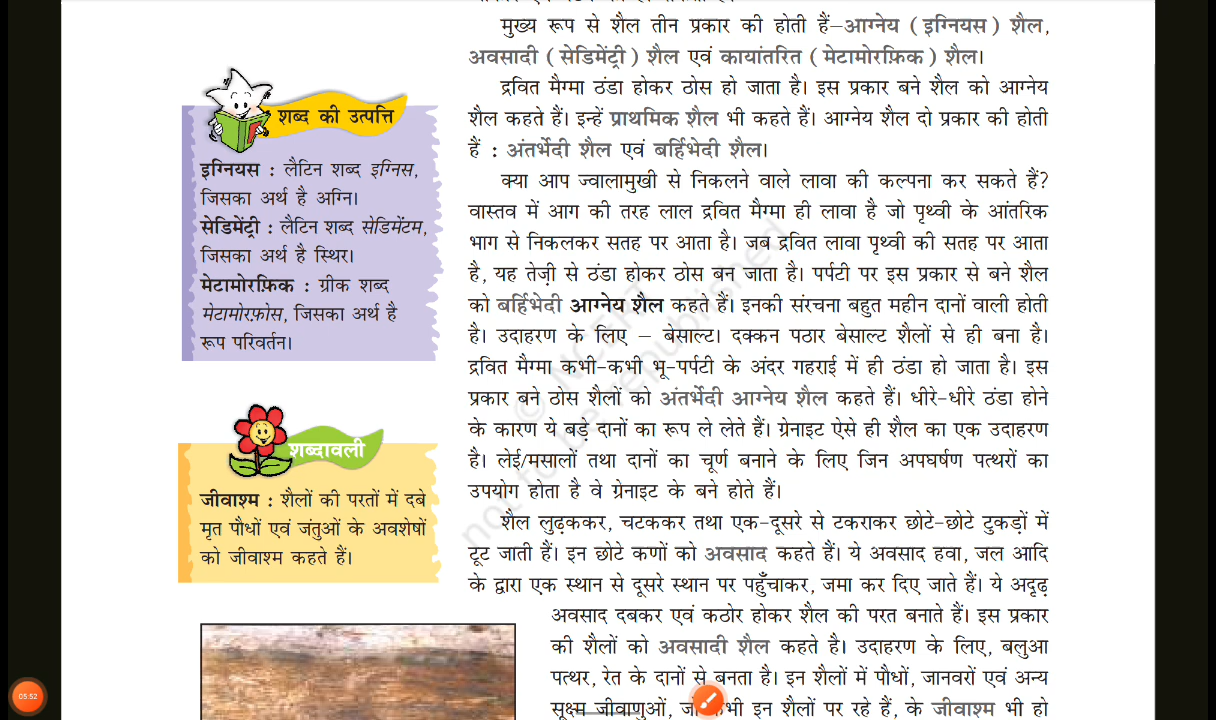 मुख्य रूप से शैल तीन प्रकार की होती हैं–आग्नेय ( इग्नियस ) शैल,
अवसादी ( सेडिमेंट्री ) शैल एवं कायांतरित ( मेटामोरफ़िक ) शैल।
द्रवित मैग्मा ठंडा होकर ठोस हो जाता है। इस प्रकार बने शैल को आग्नेय
शैल कहते हैं। इन्हें प्राथमिक शैल भी कहते हैं। आग्नेय शैल दो प्रकार की होती
हैं : अंतर्भेदी शैल एवं बर्हिभेदी शैल।
क्या आप ज्वालामुखी से निकलने वाले लावा की कल्पना कर सकते हैं?
वास्तव में आग की तरह लाल द्रवित मैग्मा ही लावा है जो पृथ्वी के आंतरिक
भाग से निकलकर सतह पर आता है। जब द्रवित लावा पृथ्वी की सतह पर आता
है, यह तेज़ी से ठंडा होकर ठोस बन जाता है। पर्पटी पर इस प्रकार से बने शैल
को बर्हिभेदी आग्नेय शैल कहते हैं। इनकी संरचना बहुत महीन दानों वाली होती
है। उदाहरण के लिए – बेसाल्ट। दक्कन पठार बेसाल्ट शैलों से ही बना है।
द्रवित मैग्मा कभी-कभी भू-पर्पटी के अंदर गहराई में ही ठंडा हो जाता है। इस
प्रकार बने ठोस शैलों को अंतर्भेदी आग्नेय शैल कहते हैं। धीरे-धीरे ठंडा होने
के कारण ये बड़े दानों का रूप ले लेते हैं। ग्रेनाइट ऐसे ही शैल का एक उदाहरण
है। लेई/मसालों तथा दानों का चूर्ण बनाने के लिए जिन अपघर्षण पत्थरों का
उपयोग होता है वे ग्रेनाइट के बने होते हैं।
शैल लुढ़ककर, चटककर तथा एक-दूसरे से टकराकर छोटे-छोटे टुकड़ों में
टूट जाती हैं। इन छोटे कणों को अवसाद कहते हैं। ये अवसाद हवा, जल आदि
के द्वारा एक स्थान से दूसरे स्थान पर पहुँचाकर, जमा कर दिए जाते हैं। ये अदृढ़
अवसाद दबकर एवं कठोर होकर शैल की परत बनाते हैं। इस प्रकार
की शैलों को अवसादी शैल कहते हैं। उदाहरण के लिए, बलुआ
पत्थर, रेत के दानों से बनता है। इन शैलों में पौधों, जानवरों एवं अन्य
सूक्ष्म जीवाणुओं, भी इन शैलों पर रहे हैं, के जीवाश्म भी हो
शब्द की उत्पत्ति
इग्नियस : लैटिन शब्द इग्निस,
जिसका अर्थ है अग्नि।
सेडिमेंट्री : लैटिन शब्द सेडिमेंटम,
जिसका अर्थ है स्थिर।
मेटामोरफ़िक : ग्रीक शब्द
मेटामोरफ़ोस, जिसका अर्थ है
रूप परिवर्तन।
शब्दावली
जीवाश्म : शैलों की परतों में दबे
मृत पौधों एवं जंतुओं के अवशेषों
को जीवाश्म कहते हैं।
© NCERT
not to be republished
05:52